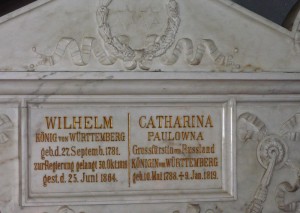 WILHELM
KÖNIG VON WÜRTTEMBERG
geb. d. 27. Septemb. 1781.
zur Regierung gelangt 30. Okt. 1816
gest. d. 25. Juni 1864.
CATHARINA
PAULOWNA
Grossfürstin von Russland
KÖNIGIN VON WÜRTTEMBERG
geb. 10. Mai 1788. + 9. Jan. 1819.